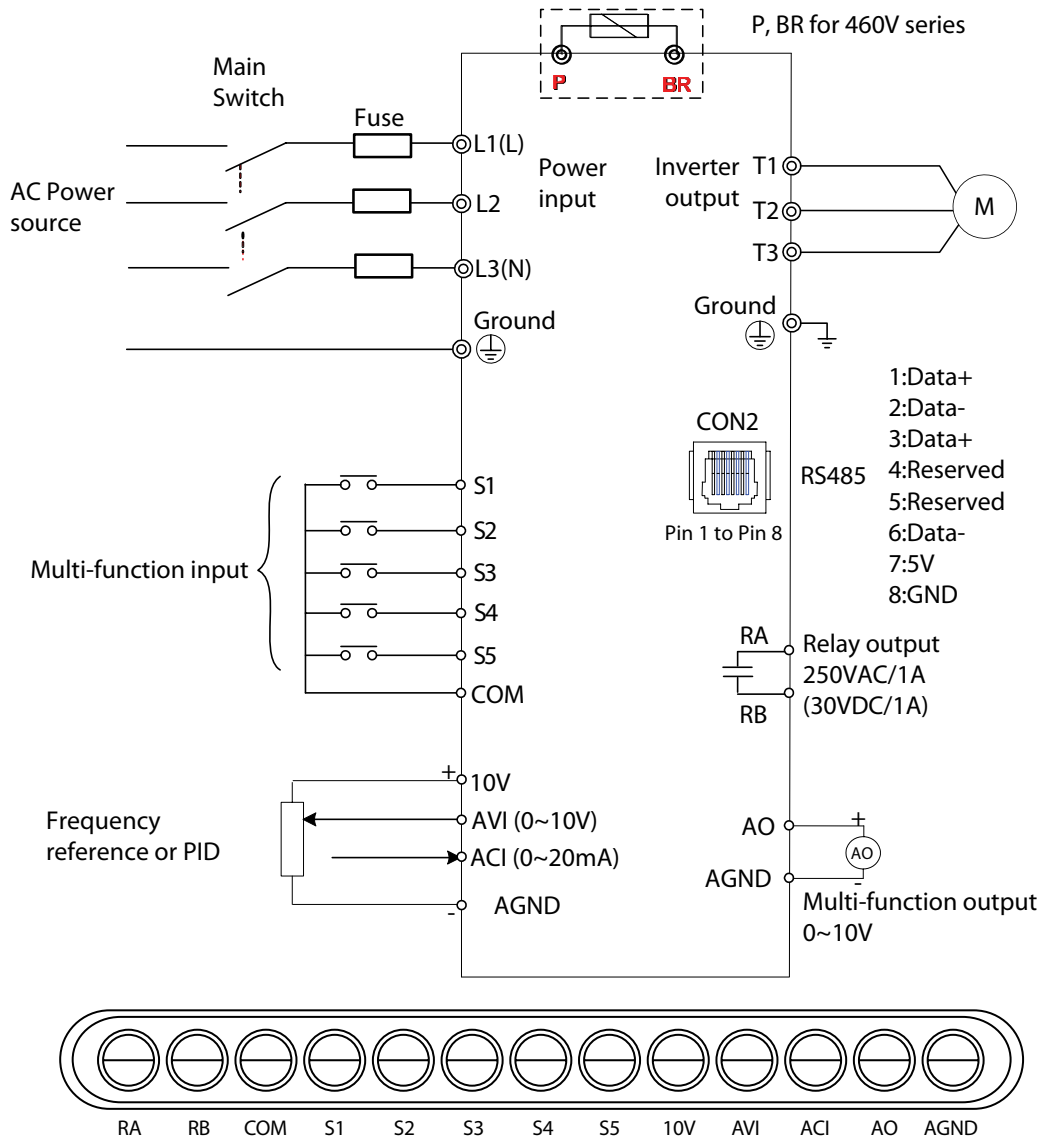 P, BR for 460V series
P
BR
Main
Switch
Fuse
L1(L)
Power
input
Inverter
output
T1
AC Power
source
L2
T2
M
L3(N)
T3
Ground
Ground
1:Data+
2:Data-
3:Data+
4:Reserved
5:Reserved
6:Data-
7:5V
8:GND
CON2
RS485
Pin 1 to Pin 8
S1
S2
Multi-function input
S3
S4
S5
COM
RA
RB
Relay output
250VAC/1A
(30VDC/1A)
+
10V
Frequency
reference or PID
AVI (0~10V)
ACI (0~20mA)
-
AGND
AO
+
AO
AGND
-
Multi-function output
0~10V
RA RB COM S1 S2 S3 S4 S5 10V AVI ACI AO AGND